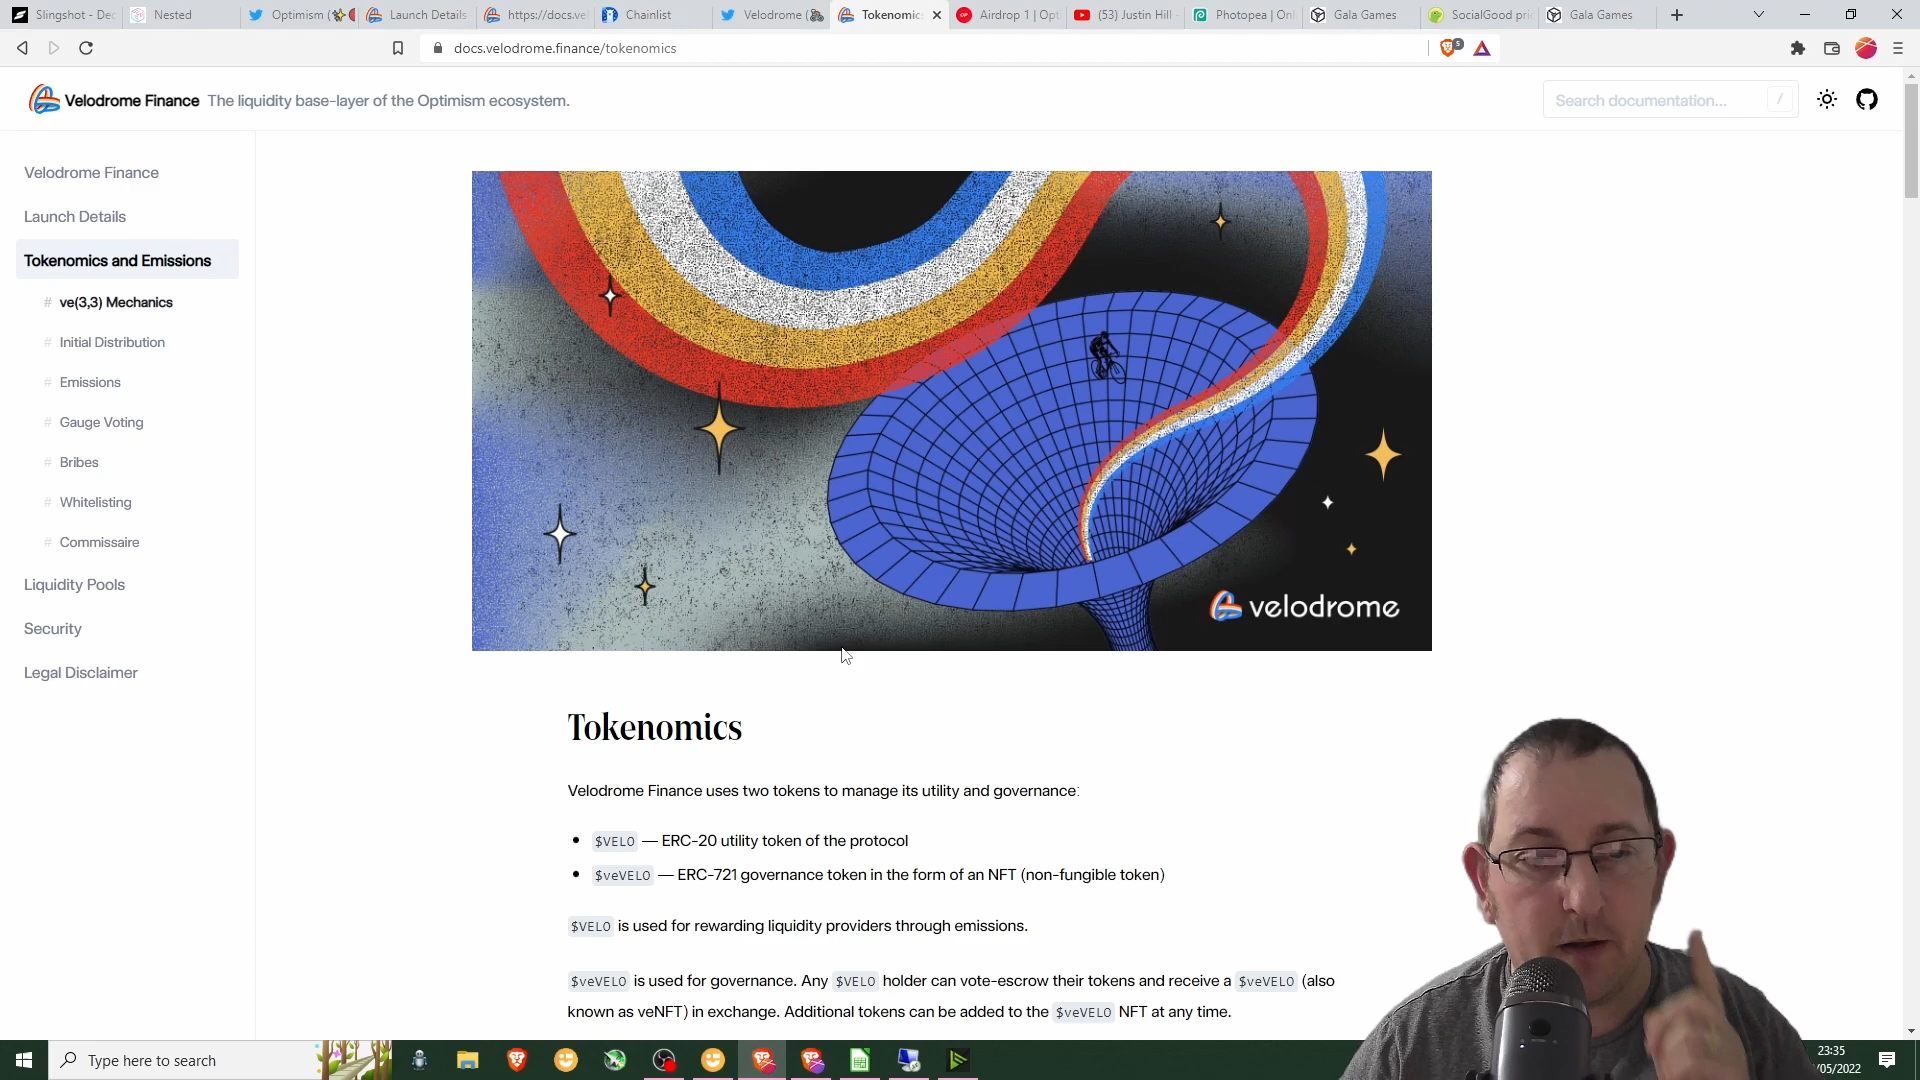 Slingshot - Dec
Nested
Optimism (✨🔴
Launch Details
https://docs.vel
Chainlist
Velodrome (🚵
Tokenomic
Airdrop 1 | Opt
(53) Justin Hill -
Photopea | Onl
Gala Games
SocialGood pric
Gala Games
docs.velodrome.finance/tokenomics
5
Velodrome Finance The liquidity base-layer of the Optimism ecosystem.
Search documentation... /
Velodrome Finance
Launch Details
Tokenomics and Emissions
# ve(3,3) Mechanics
# Initial Distribution
# Emissions
# Gauge Voting
# Bribes
# Whitelisting
# Commissaire
Liquidity Pools
Security
Legal Disclaimer
velodrome
Tokenomics
Velodrome Finance uses two tokens to manage its utility and governance:
• $VELO — ERC-20 utility token of the protocol
• $veVELO — ERC-721 governance token in the form of an NFT (non-fungible token)
$VELO is used for rewarding liquidity providers through emissions.
$veVELO is used for governance. Any $VELO holder can vote-escrow their tokens and receive a $veVELO (also
known as veNFT) in exchange. Additional tokens can be added to the $veVELO NFT at any time.
Type here to search
23:35
/05/2022